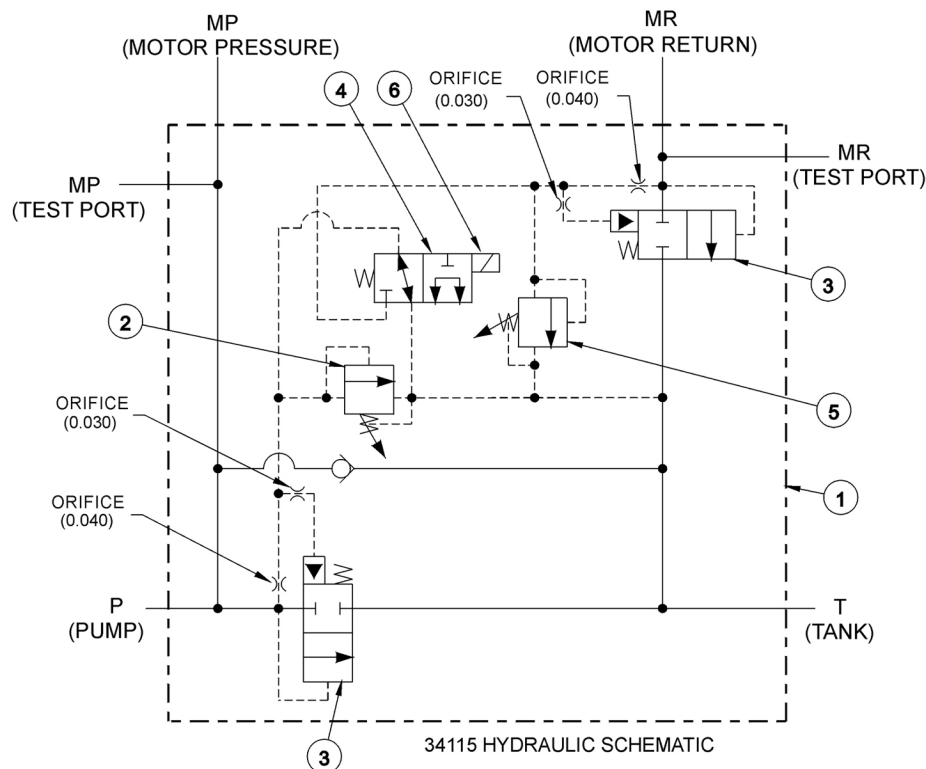 MP
(MOTOR PRESSURE)
MR
(MOTOR RETURN)
4
6
ORIFICE
(0.030)
ORIFICE
(0.040)
MP
(TEST PORT)
MR
(TEST PORT)
3
2
5
ORIFICE
(0.030)
1
ORIFICE
(0.040)
P
(PUMP)
T
(TANK)
3
34115 HYDRAULIC SCHEMATIC